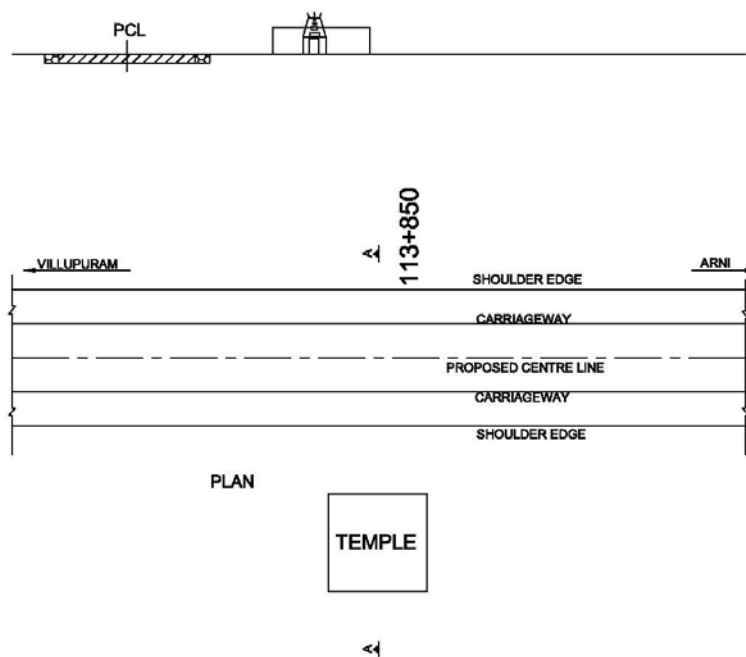 PCL
113+850
A
VILLUPURAM
ARNI
SHOULDER EDGE
CARRIAGEWAY
PROPOSED CENTRE LINE
CARRIAGEWAY
SHOULDER EDGE
PLAN
TEMPLE
A